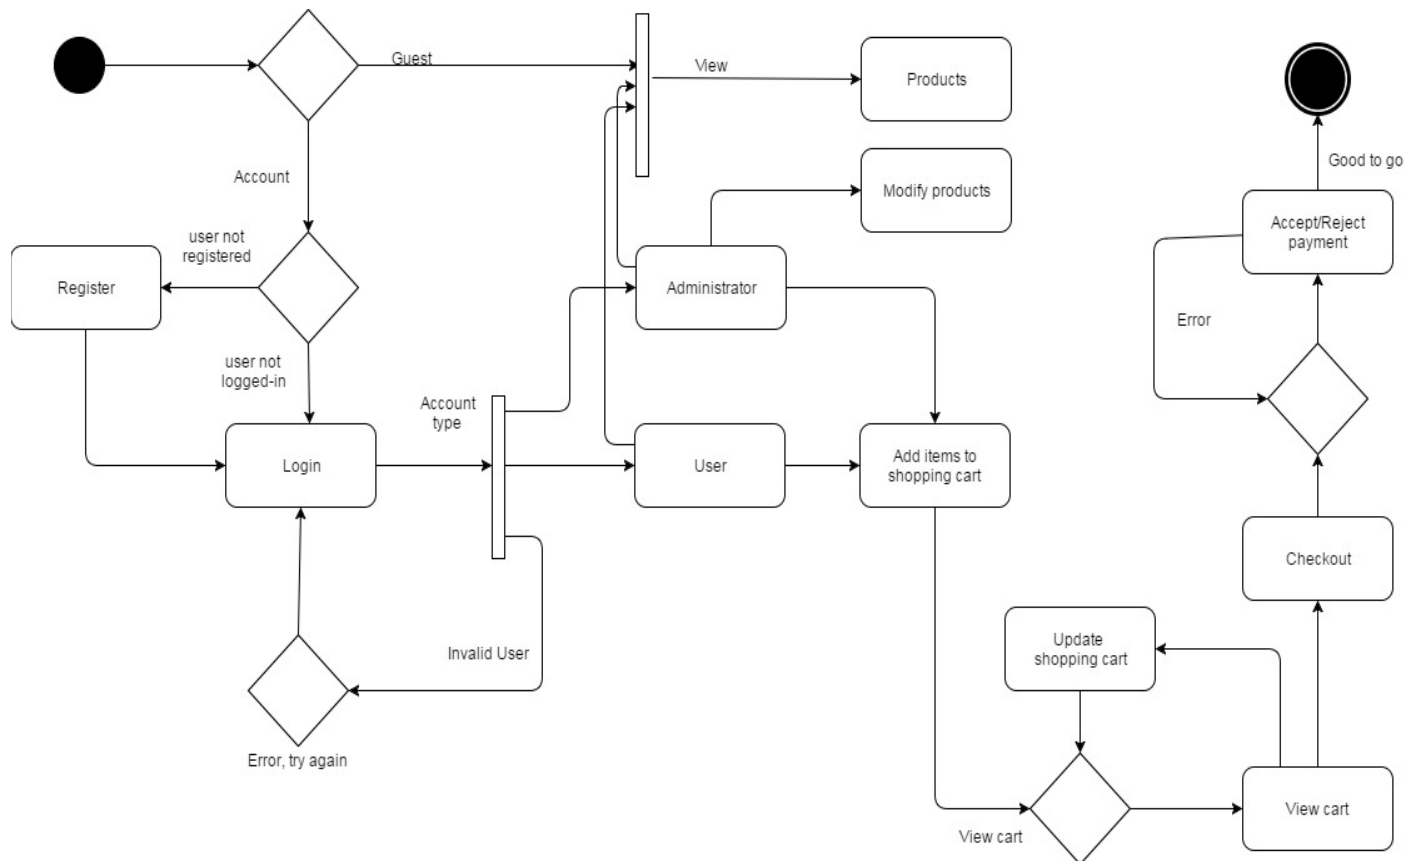 Guest
View
Products
Good to go
Account
Modify products
user not
registered
Accept/Reject
payment
Register
Administrator
Error
user not
logged-in
Account
type
Login
User
Add items to
shopping cart
Checkout
Invalid User
Update
shopping cart
Error, try again
View cart
View cart